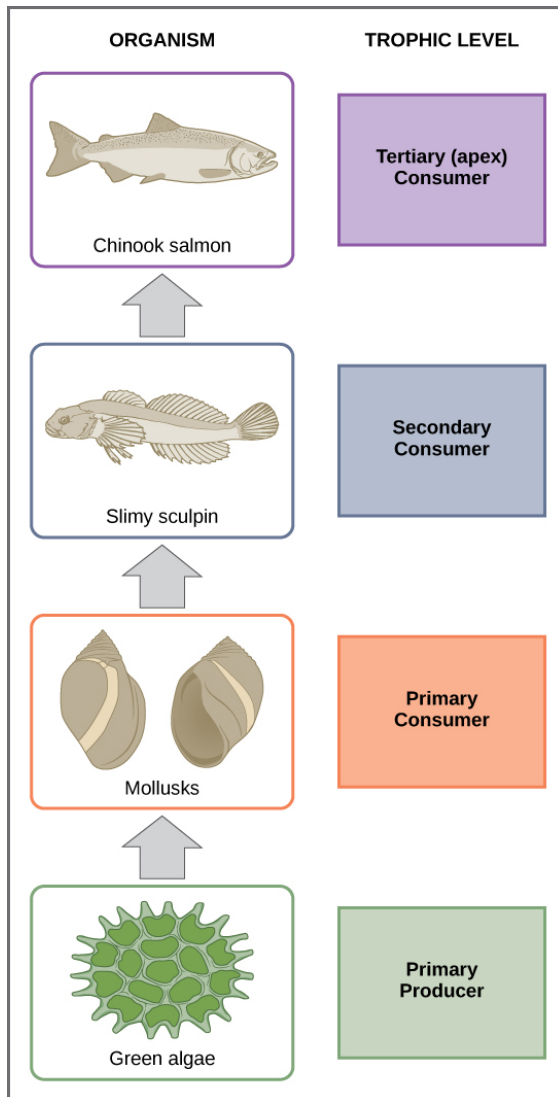 ORGANISM
TROPHIC LEVEL
Chinook salmon
Tertiary (apex)
Consumer
Slimy sculpin
Secondary
Consumer
Mollusks
Primary
Consumer
Green algae
Primary
Producer